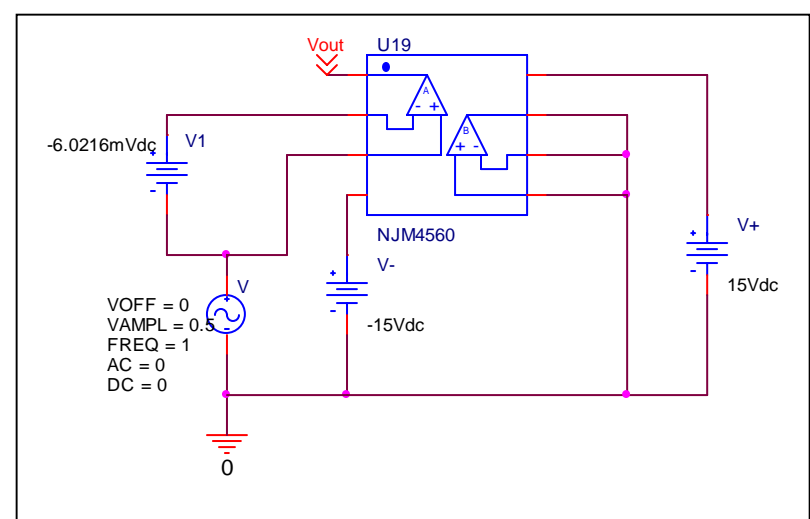 Vout
U19
A
- +
B
+ -
-6.0216mVdc
V1
+
-
NJM4560
V-
+
-
-15Vdc
V+
+
-
15Vdc
V
+
-
VOFF = 0
VAMPL = 0.5
FREQ = 1
AC = 0
DC = 0
0